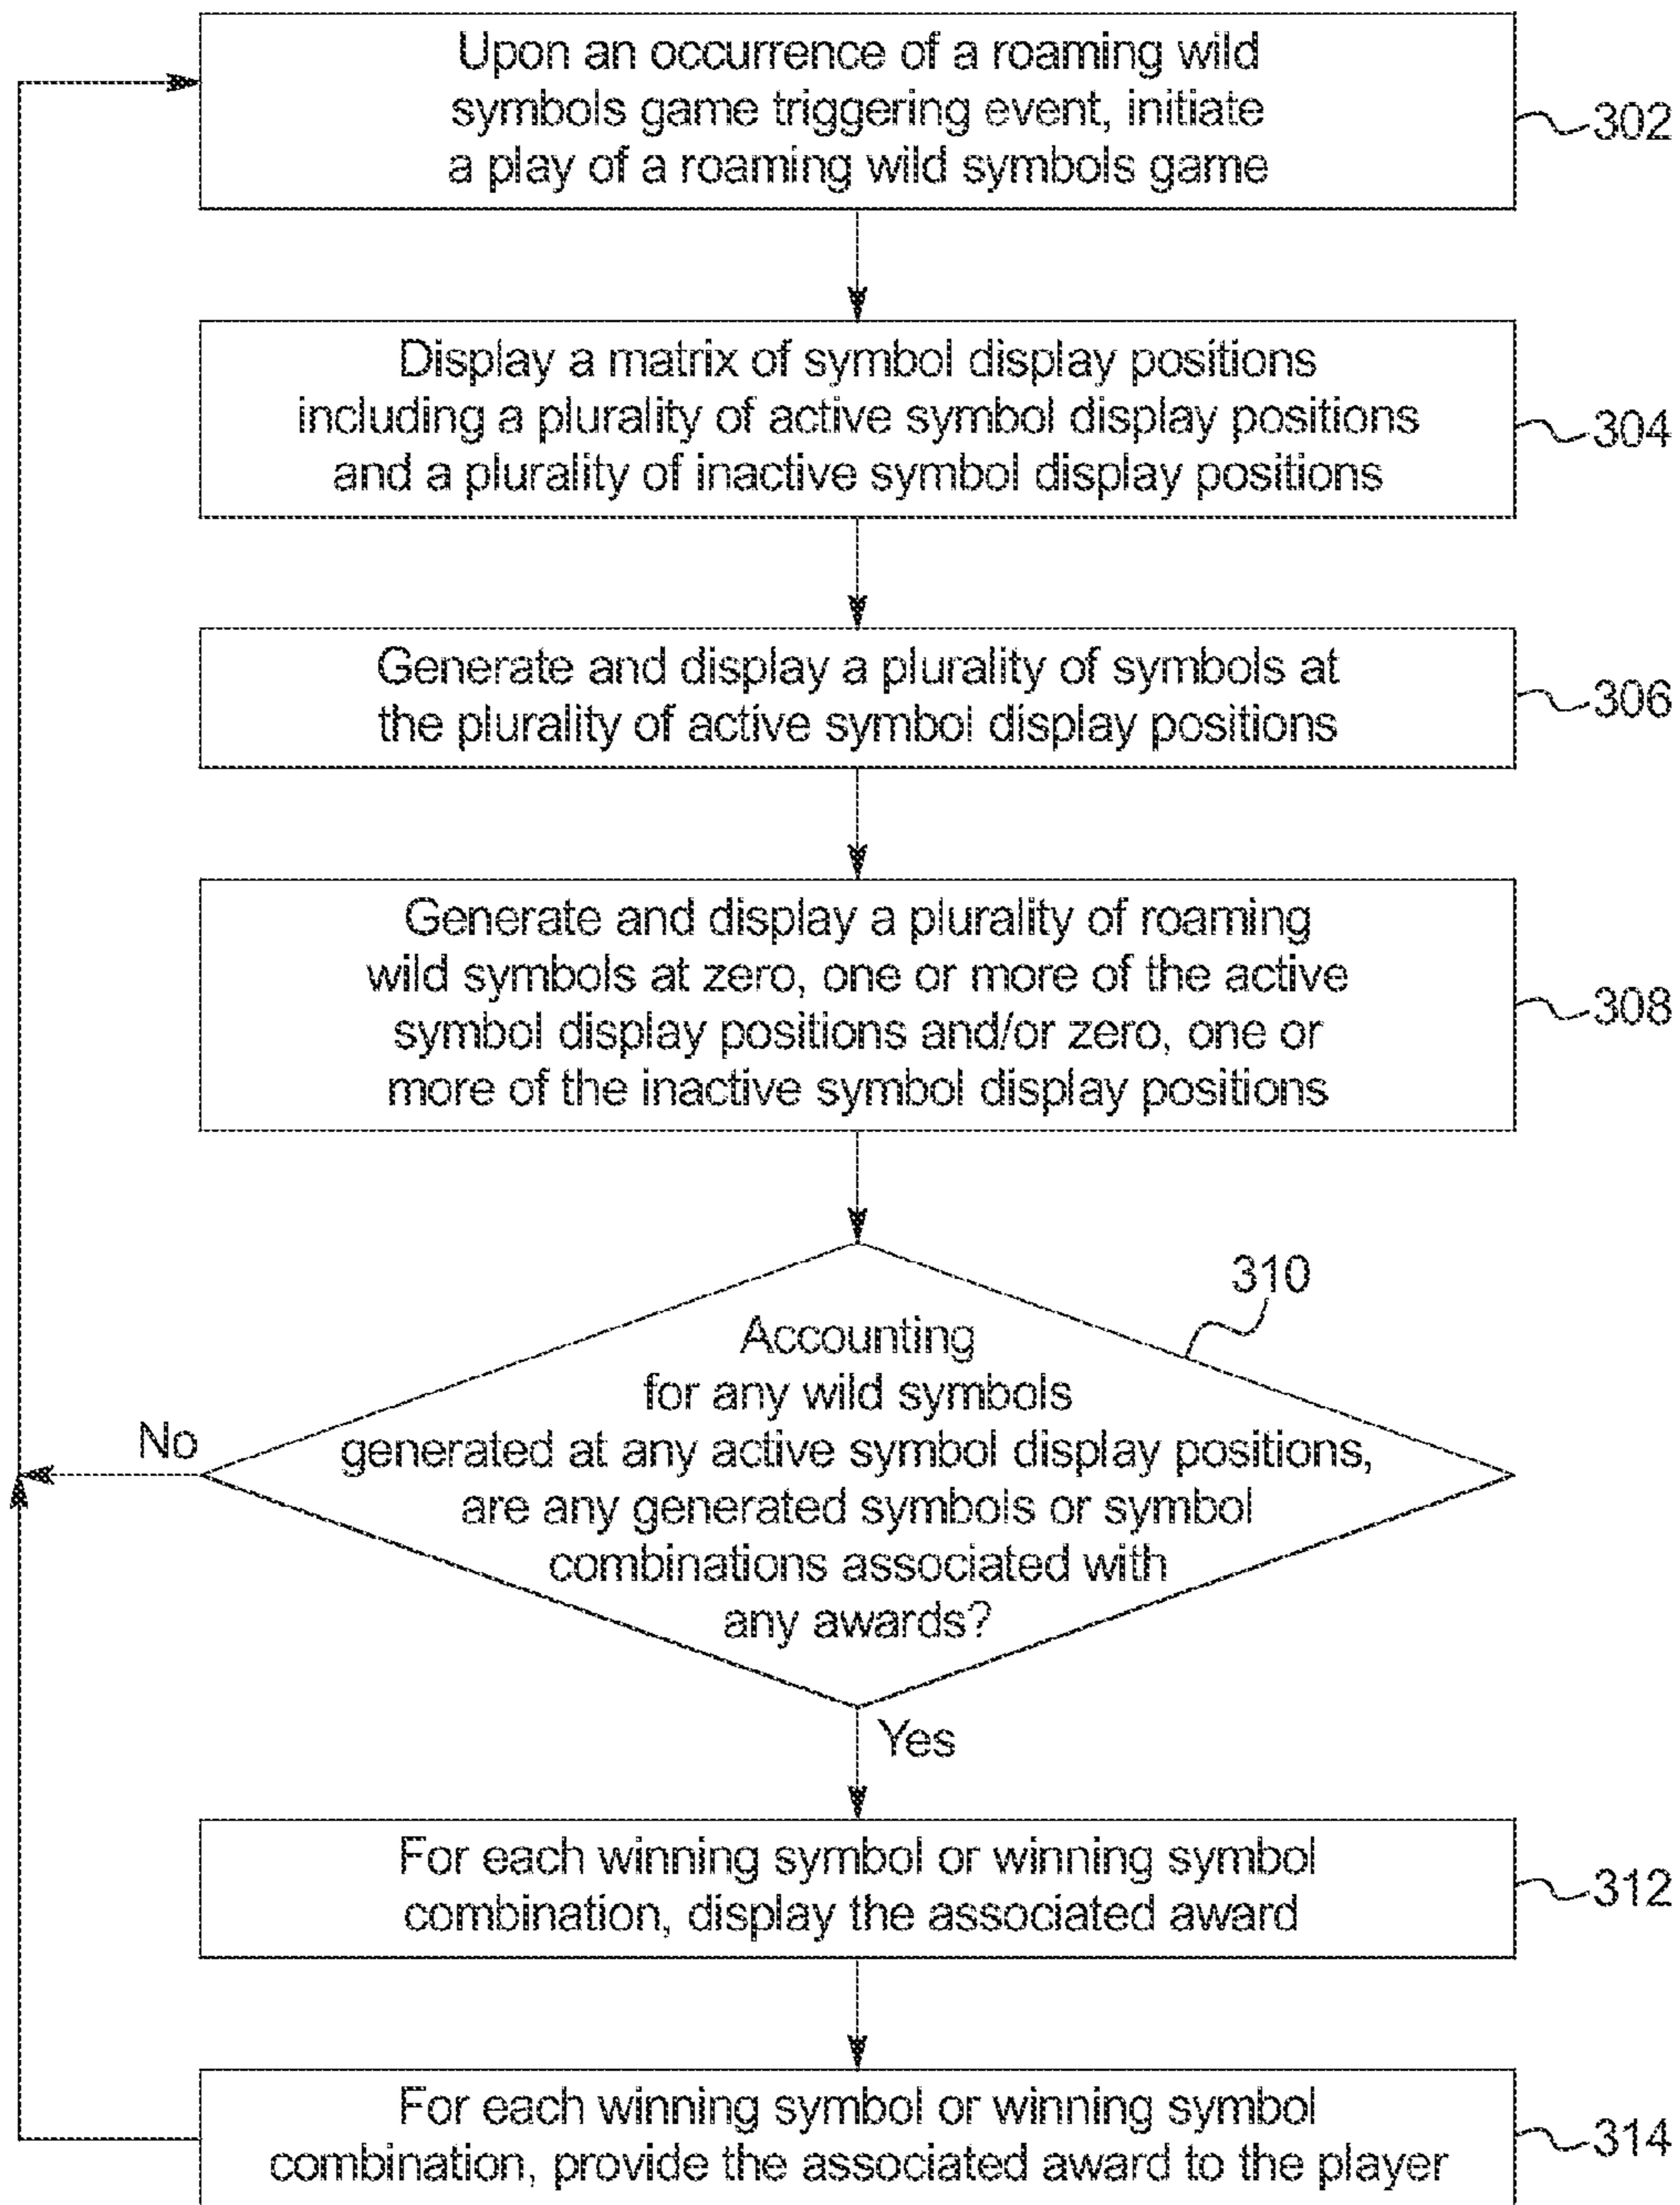 Upon an occurrence of a roaming wild
symbols game triggering event, initiate
a play of a roaming wild symbols game
302
Display a matrix of symbol display positions
including a plurality of active symbol display positions
and a plurality of inactive symbol display positions
304
Generate and display a plurality of symbols at
the plurality of active symbol display positions
306
Generate and display a plurality of roaming
wild symbols at zero, one or more of the active
symbol display positions and/or zero, one or
more of the inactive symbol display positions
308
310
Accounting
for any wild symbols
generated at any active symbol display positions,
are any generated symbols or symbol
combinations associated with
any awards?
No
Yes
For each winning symbol or winning symbol
combination, display the associated award
312
For each winning symbol or winning symbol
combination, provide the associated award to the player
314